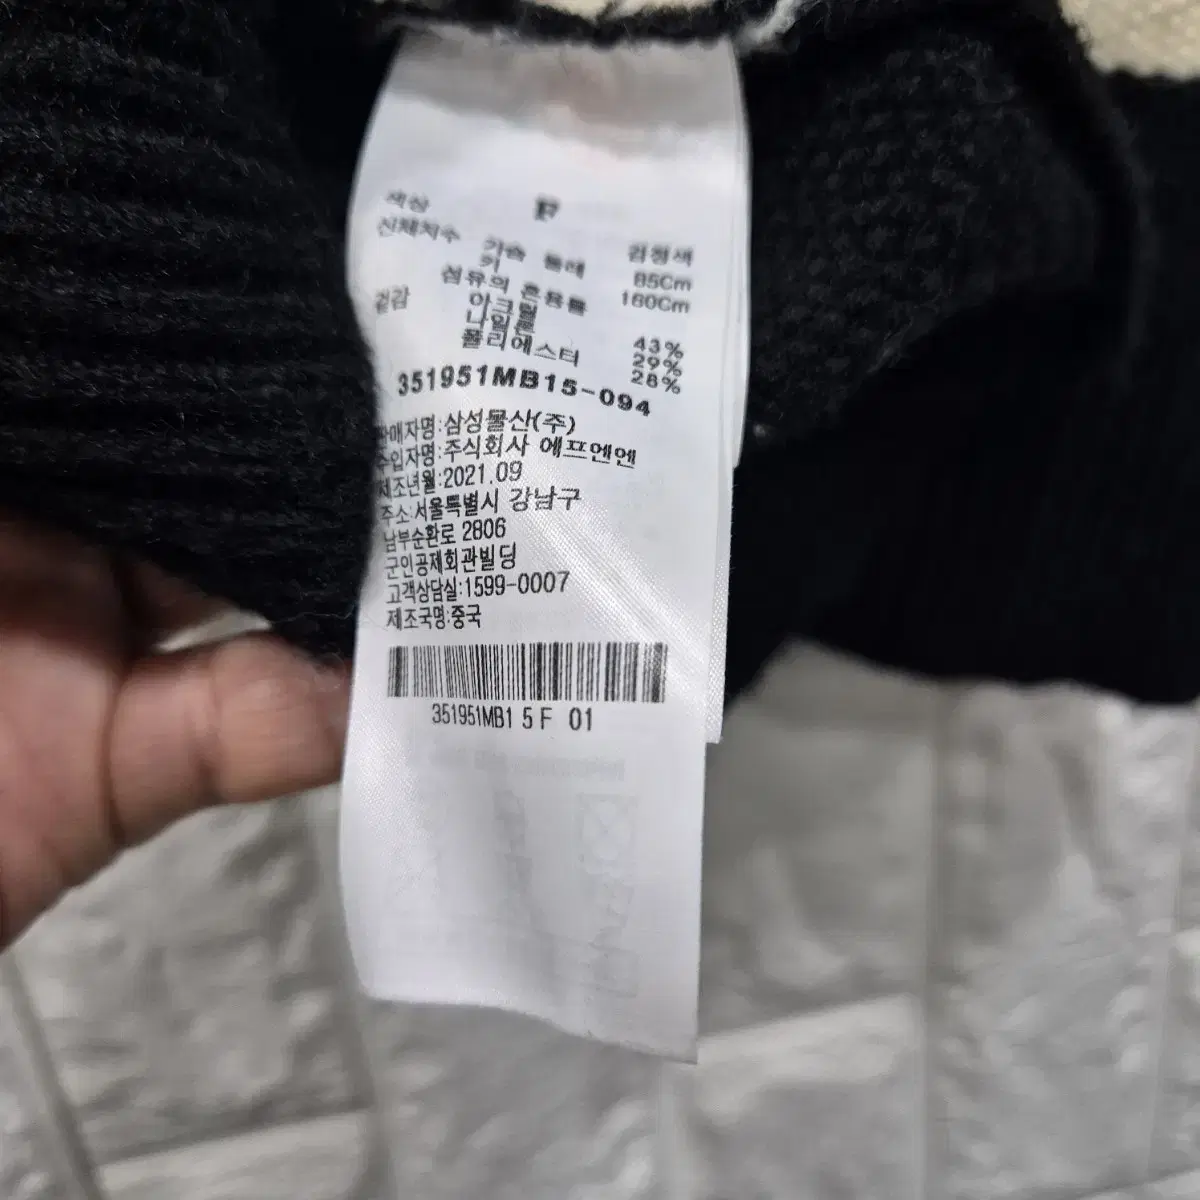 F
색상 검정색
신체치수 가슴 둘레 85Cm
키 160Cm
섬유의 혼용률
겉감 아크릴 43%
나일론 29%
폴리에스터 28%
351951MB15-094
판매자명:삼성물산(주)
수입자명:주식회사 에프엔엔
제조년월:2021.09
주소:서울특별시 강남구
남부순환로 2806
군인공제회관빌딩
고객상담실:1599-0007
제조국명:중국
351951MB1 5 F 01